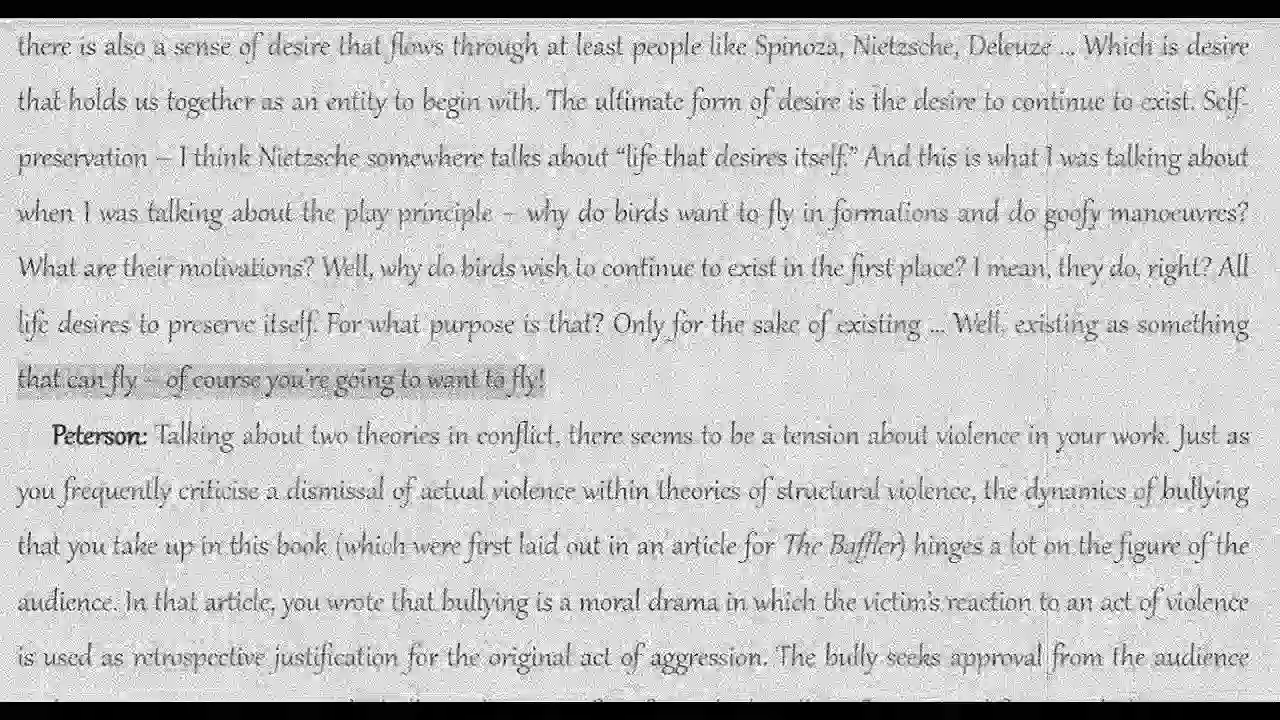 there is also a sense of desire that flows through at least people like Spinoza, Nietzsche, Deleuze ... Which is desire
that holds us together as an entity to begin with. The ultimate form of desire is the desire to continue to exist. Self-
preservation – I think Nietzsche somewhere talks about “life that desires itself.” And this is what I was talking about
when I was talking about the play principle – why do birds want to fly in formations and do goofy manoeuvres?
What are their motivations? Well, why do birds wish to continue to exist in the first place? I mean, they do, right? All
life desires to preserve itself. For what purpose is that? Only for the sake of existing ... Well, existing as something
that can fly – of course you’re going to want to fly!
Peterson: Talking about two theories in conflict, there seems to be a tension about violence in your work. Just as
you frequently criticise a dismissal of actual violence within theories of structural violence, the dynamics of bullying
that you take up in this book (which were first laid out in an article for The Baffler) hinges a lot on the figure of the
audience. In that article, you wrote that bullying is a moral drama in which the victim’s reaction to an act of violence
is used as retrospective justification for the original act of aggression. The bully seeks approval from the audience